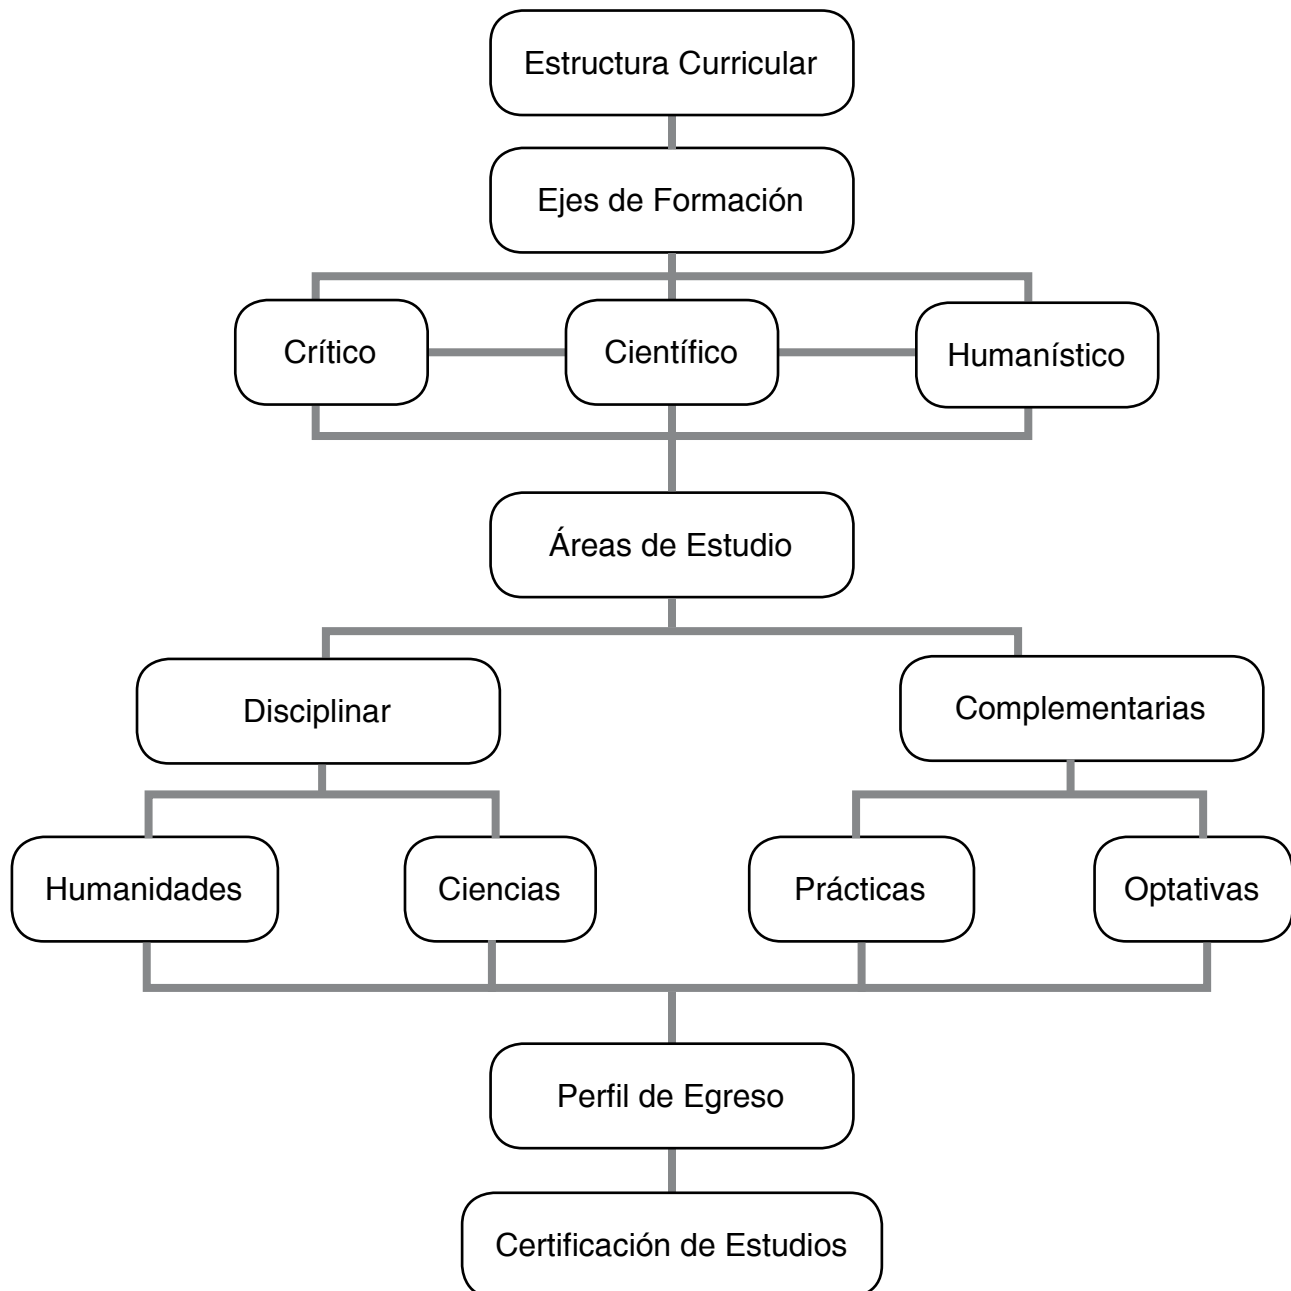 Estructura Curricular
Ejes de Formación
Crítico
Científico
Humanístico
Áreas de Estudio
Disciplinar
Complementarias
Humanidades
Ciencias
Prácticas
Optativas
Perfil de Egreso
Certificación de Estudios